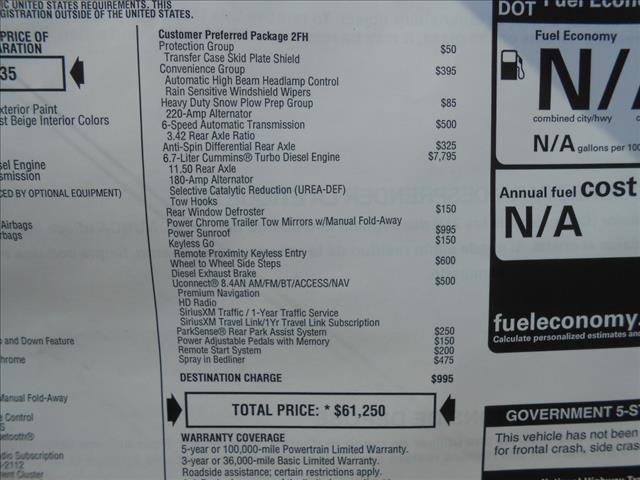 IC UNITED STATES REQUIREMENTS. THIS
GISTRATION OUTSIDE OF THE UNITED STATES.
PRICE OF
ARATION
35
xterior Paint
st Beige Interior Colors
sel Engine
smission
CED BY OPTIONAL EQUIPMENT)
Airbags
rbags
o and Down Feature
hrome
Manual Fold-Away
e Control
S
etooth®
dio Subscription
-2112
ment Cluster
Customer Preferred Package 2FH
Protection Group $50
Transfer Case Skid Plate Shield
Convenience Group $395
Automatic High Beam Headlamp Control
Rain Sensitive Windshield Wipers
Heavy Duty Snow Plow Prep Group $85
220-Amp Alternator
6-Speed Automatic Transmission $500
3.42 Rear Axle Ratio
Anti-Spin Differential Rear Axle $325
6.7-Liter Cummins® Turbo Diesel Engine $7,795
11.50 Rear Axle
180-Amp Alternator
Selective Catalytic Reduction (UREA-DEF)
Tow Hooks
Rear Window Defroster $150
Power Chrome Trailer Tow Mirrors w/Manual Fold-Away
Power Sunroof $995
Keyless Go $150
Remote Proximity Keyless Entry
Wheel to Wheel Side Steps $600
Diesel Exhaust Brake
Uconnect® 8.4AN AM/FM/BT/ACCESS/NAV $500
Premium Navigation
HD Radio
SiriusXM Traffic / 1-Year Traffic Service
SiriusXM Travel Link/1Yr Travel Link Subscription
ParkSense® Rear Park Assist System $250
Power Adjustable Pedals with Memory $150
Remote Start System $200
Spray in Bedliner $475
DESTINATION CHARGE $995
TOTAL PRICE: * $61,250
WARRANTY COVERAGE
5-year or 100,000-mile Powertrain Limited Warranty.
3-year or 36,000-mile Basic Limited Warranty.
Roadside assistance; certain restrictions apply.
DOT Fuel Econ
Fuel Economy
N/A
combined city/hwy
N/A gallons per 100
Annual fuel cost
N/A
fueleconomy.
Calculate personalized estimates and
GOVERNMENT 5-ST
This vehicle has not been
for frontal crash, side cras